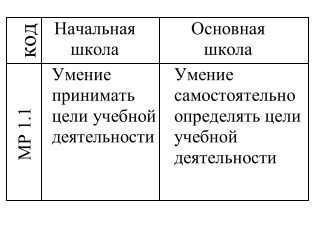 код
Начальная
школа
Основная
школа
МР 1.1
Умение
принимать
цели учебной
деятельности
Умение
самостоятельно
определять цели
учебной
деятельности